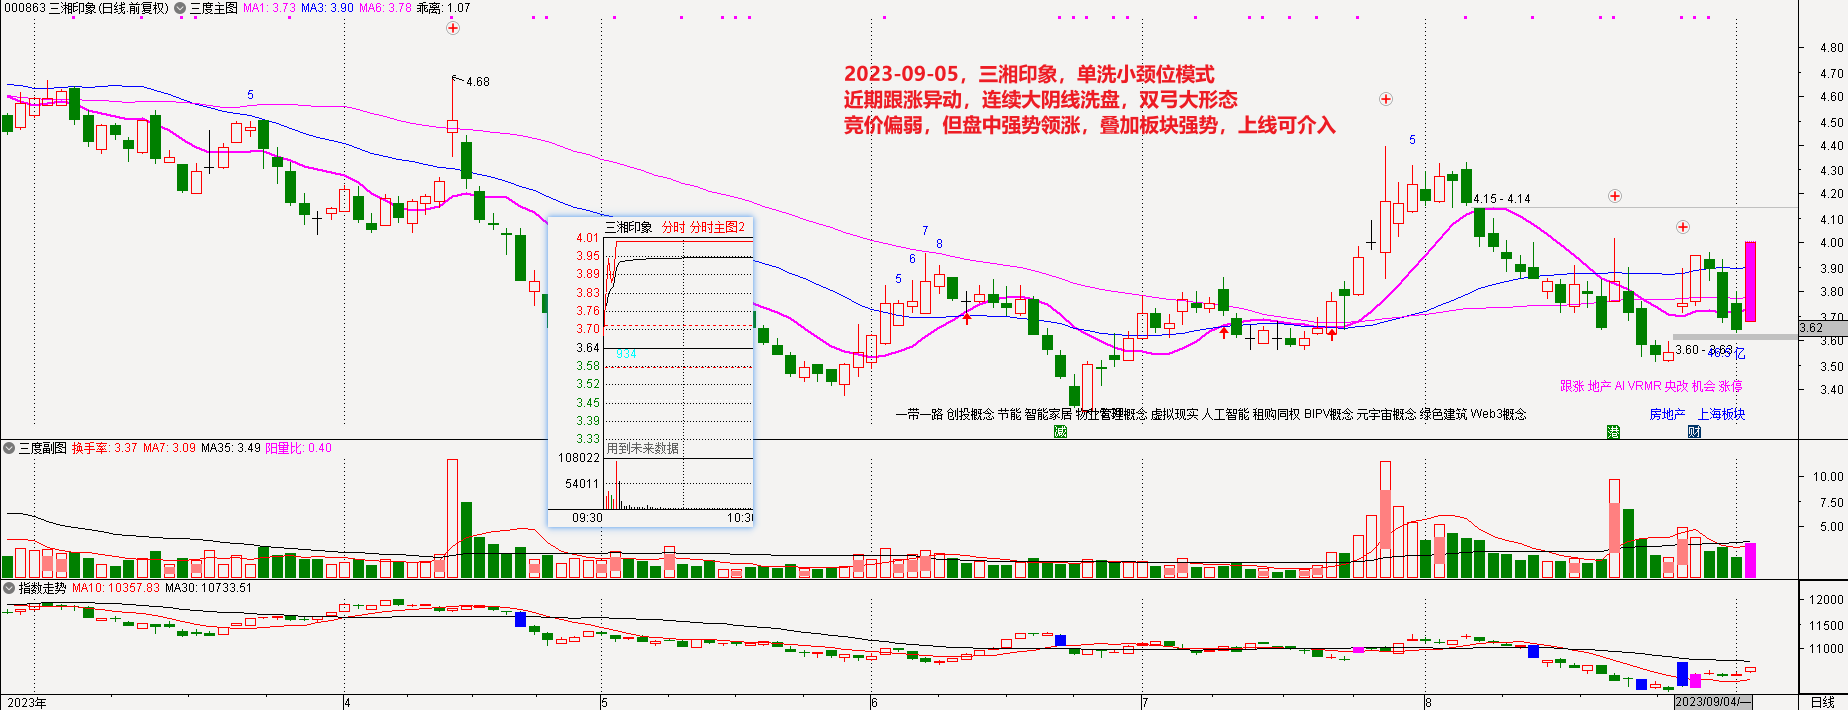 000863 三湘印象(日线.前复权) 三度主图 MA1: 3.73 MA3: 3.90 MA6: 3.78 乖离: 1.07
2023-09-05，三湘印象，单洗小颈位模式
近期跟涨异动，连续大阴线洗盘，双弓大形态
竞价偏弱，但盘中强势领涨，叠加板块强势，上线可介入
4.68
5
5
6
7
8
5
4.15 - 4.14
三湘印象 分时 分时主图2
4.01
3.95
3.89
3.83
3.76
3.70
3.64
934
3.58
3.52
3.45
3.39
3.33
用到未来数据
108022
54011
09:30
10:30
3.60 - 3.63
跟涨 地产 AI VRMR 央改 机会 涨停
一带一路 创投概念 节能 智能家居 物业管理概念 虚拟现实 人工智能 租购同权 BIPV概念 元宇宙概念 绿色建筑 Web3概念
房地产 上海板块
减
港
财
4.80
4.70
4.60
4.50
4.40
4.30
4.20
4.10
4.00
3.90
3.80
3.70
3.62
3.60
3.50
3.40
三度副图 换手率: 3.37 MA7: 3.09 MA35: 3.49 阳量比: 0.40
10.00
7.50
5.00
指数走势 MA10: 10357.83 MA30: 10733.51
12000
11500
11000
2023年
4
5
6
7
8
2023/09/04/一
日线